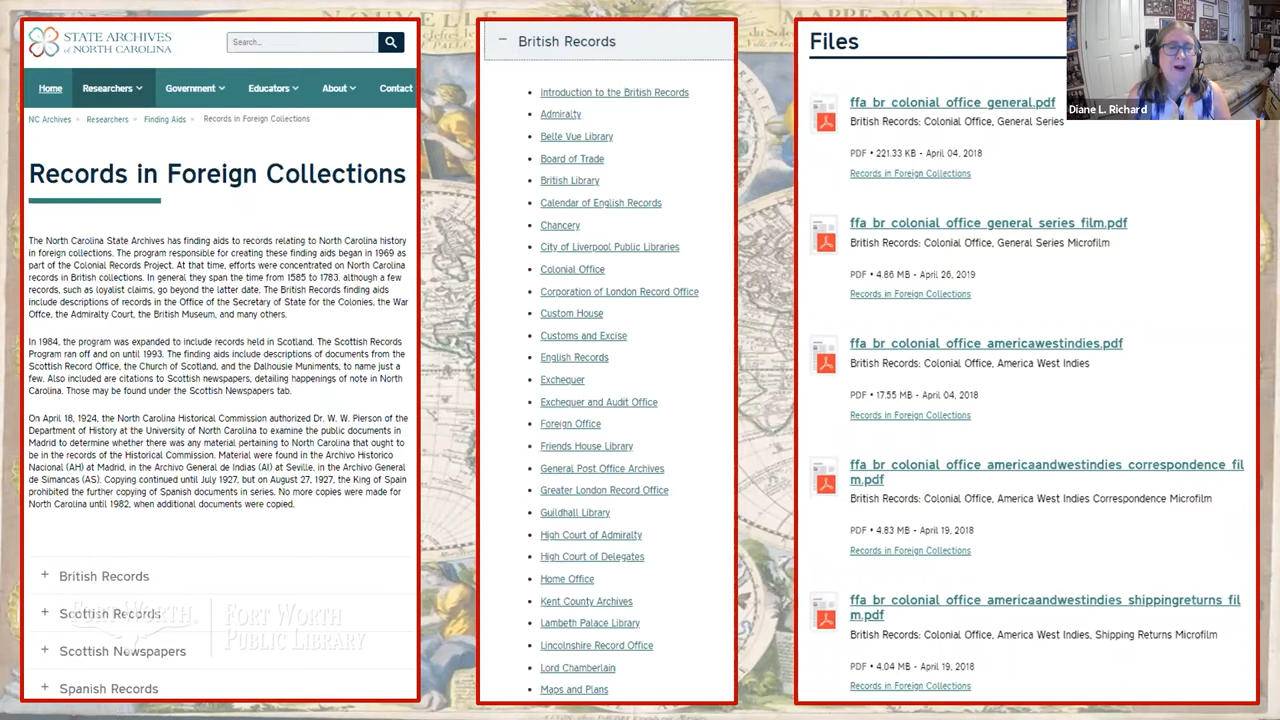 STATE ARCHIVES
OF NORTH CAROLINA
Search...
Home
Researchers
Government
Educators
About
Contact
NC Archives
Researchers
Finding Aids
Records in Foreign Collections
Records in Foreign Collections
The North Carolina State Archives has finding aids to records relating to North Carolina history
in foreign collections. The program responsible for creating these finding aids began in 1969 as
part of the Colonial Records Project. At that time, efforts were concentrated on North Carolina
records in British collections. In general they span the time from 1585 to 1783, although a few
records, such as loyalist claims, go beyond the latter date. The British Records finding aids
include descriptions of records in the Office of the Secretary of State for the Colonies, the War
Offce, the Admiralty Court, the British Museum, and many others.
In 1984, the program was expanded to include records held in Scotland. The Scottish Records
Program ran off and on until 1993. The finding aids include descriptions of documents from the
Scottish Record Office, the Church of Scotland, and the Dalhousie Muniments, to name just a
few. Also included are citations to Scottish newspapers, detailing happenings of note in North
Carolina. Those may be found under the Scottish Newspapers tab.
On April 18, 1924, the North Carolina Historical Commission authorized Dr. W. W. Pierson of the
Department of History at the University of North Carolina to examine the public documents in
Madrid to determine whether there was any material pertaining to North Carolina that ought to
be in the records of the Historical Commission. Material were found in the Archivo Historico
Nacional (AH) at Madrid, in the Archivo General de Indias (AI) at Seville, in the Archivo General
de Simancas (AS). Copying continued until July 1927, but on August 27, 1927, the King of Spain
prohibited the further copying of Spanish documents in series. No more copies were made for
North Carolina until 1982, when additional documents were copied.
+ British Records
+ Scottish Records
+ Scottish Newspapers
+ Spanish Records
FORT WORTH
PUBLIC LIBRARY
− British Records
Introduction to the British Records
Admiralty
Belle Vue Library
Board of Trade
British Library
Calendar of English Records
Chancery
City of Liverpool Public Libraries
Colonial Office
Corporation of London Record Office
Custom House
Customs and Excise
English Records
Exchequer
Exchequer and Audit Office
Foreign Office
Friends House Library
General Post Office Archives
Greater London Record Office
Guildhall Library
High Court of Admiralty
High Court of Delegates
Home Office
Kent County Archives
Lambeth Palace Library
Lincolnshire Record Office
Lord Chamberlain
Maps and Plans
Files
ffa_br_colonial_office_general.pdf
British Records: Colonial Office, General Series
PDF • 221.33 KB - April 04, 2018
Records in Foreign Collections
ffa_br_colonial_office_general_series_film.pdf
British Records: Colonial Office, General Series Microfilm
PDF • 4.86 MB - April 26, 2019
Records in Foreign Collections
ffa_br_colonial_office_americawestindies.pdf
British Records: Colonial Office, America West Indies
PDF • 17.55 MB - April 04, 2018
Records in Foreign Collections
ffa_br_colonial_office_americaandwestindies_correspondence_fil
m.pdf
British Records: Colonial Office, America West Indies Correspondence Microfilm
PDF • 4.83 MB - April 19, 2018
Records in Foreign Collections
ffa_br_colonial_office_americaandwestindies_shippingreturns_fil
m.pdf
British Records: Colonial Office, America West Indies, Shipping Returns Microfilm
PDF • 4.04 MB - April 19, 2018
Records in Foreign Collections
Diane L. Richard